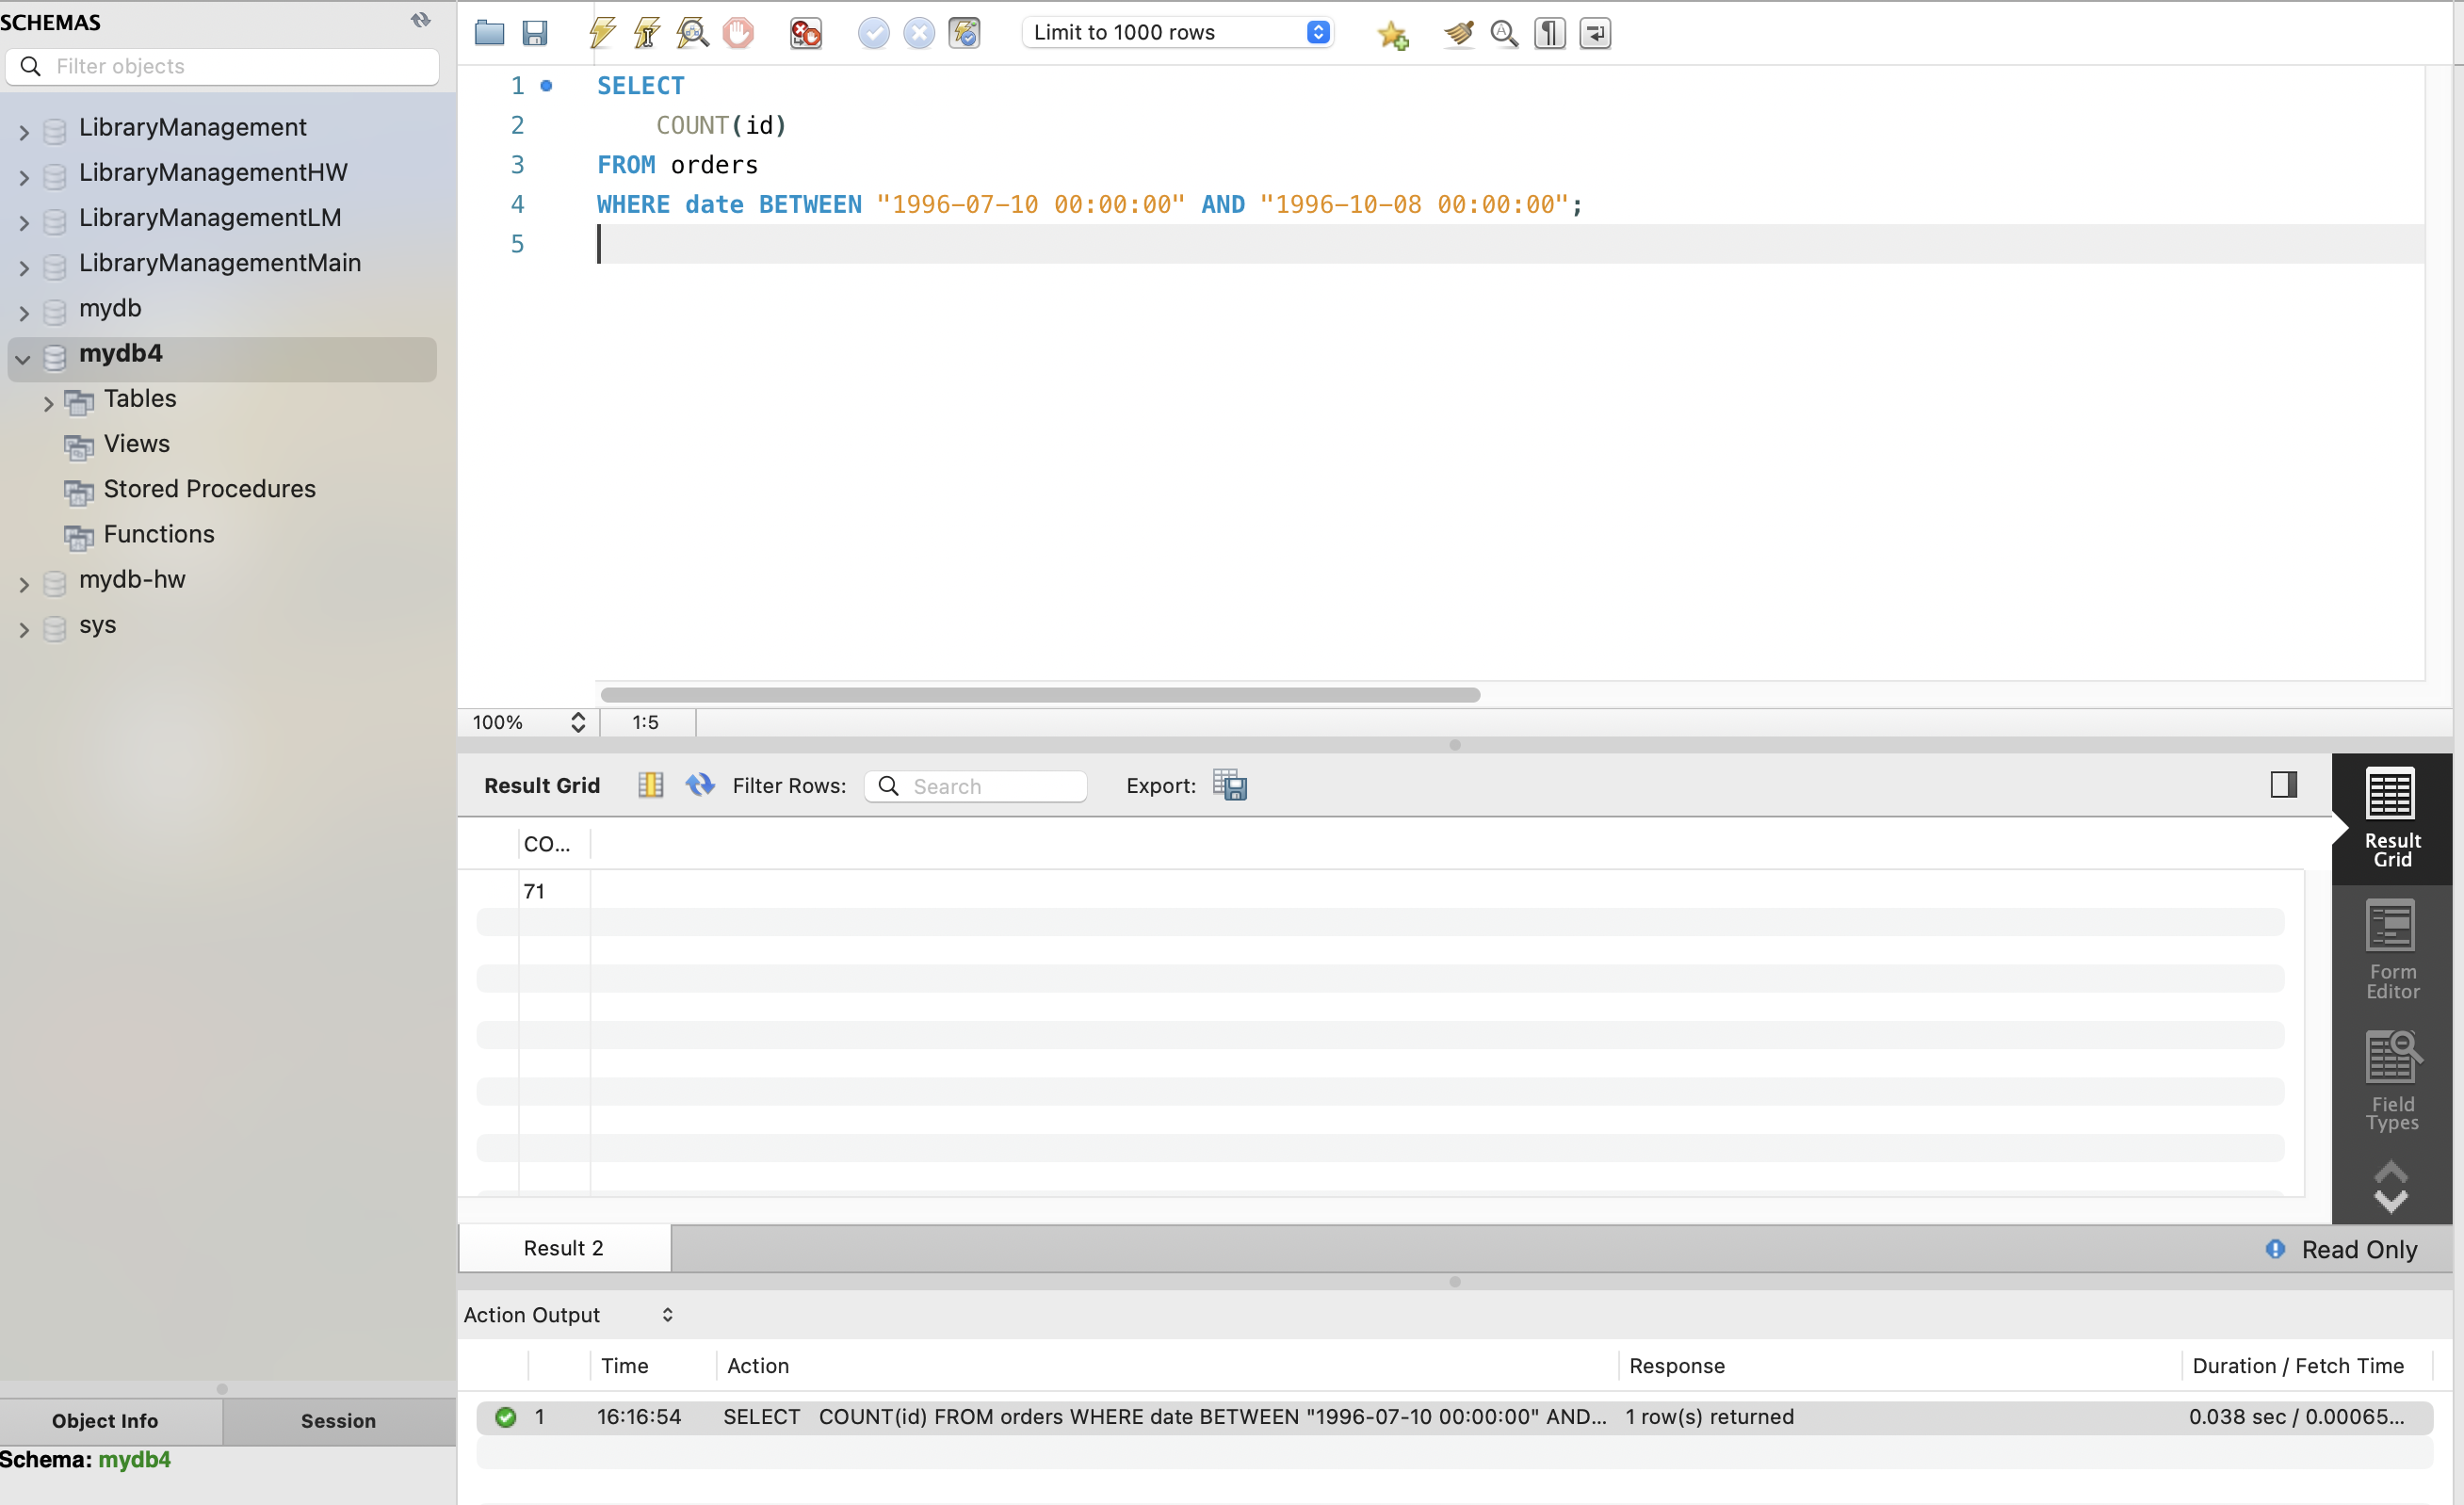 SCHEMAS
Filter objects
LibraryManagement
LibraryManagementHW
LibraryManagementLM
LibraryManagementMain
mydb
mydb4
Tables
Views
Stored Procedures
Functions
mydb-hw
sys
Object Info Session
Schema: mydb4
Limit to 1000 rows
1 SELECT
2 COUNT(id)
3 FROM orders
4 WHERE date BETWEEN "1996-07-10 00:00:00" AND "1996-10-08 00:00:00";
5
100% 1:5
Result Grid Filter Rows: Search Export:
CO...
71
Result
Grid
Form
Editor
Field
Types
Result 2 Read Only
Action Output
Time Action Response Duration / Fetch Time
1 16:16:54 SELECT COUNT(id) FROM orders WHERE date BETWEEN "1996-07-10 00:00:00" AND... 1 row(s) returned 0.038 sec / 0.00065...